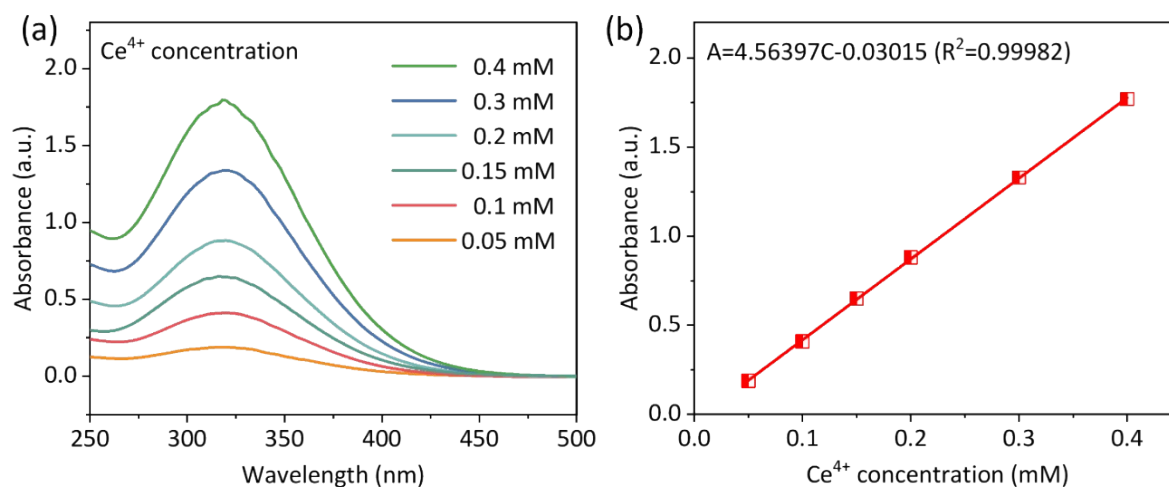 (a)
Ce⁴⁺ concentration
0.4 mM
0.3 mM
0.2 mM
0.15 mM
0.1 mM
0.05 mM
2.0
1.5
1.0
0.5
0.0
Absorbance (a.u.)
250 300 350 400 450 500
Wavelength (nm)
(b)
A=4.56397C-0.03015 (R²=0.99982)
2.0
1.5
1.0
0.5
0.0
Absorbance (a.u.)
0.0 0.1 0.2 0.3 0.4
Ce⁴⁺ concentration (mM)